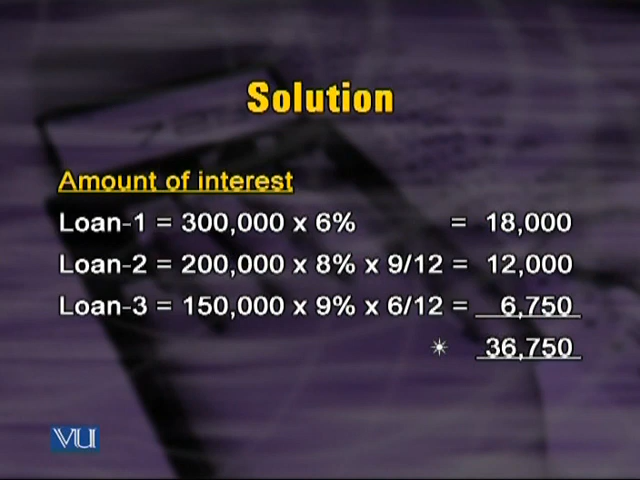 Solution
Amount of interest
Loan-1 = 300,000 x 6% = 18,000
Loan-2 = 200,000 x 8% x 9/12 = 12,000
Loan-3 = 150,000 x 9% x 6/12 = 6,750
36,750
VU